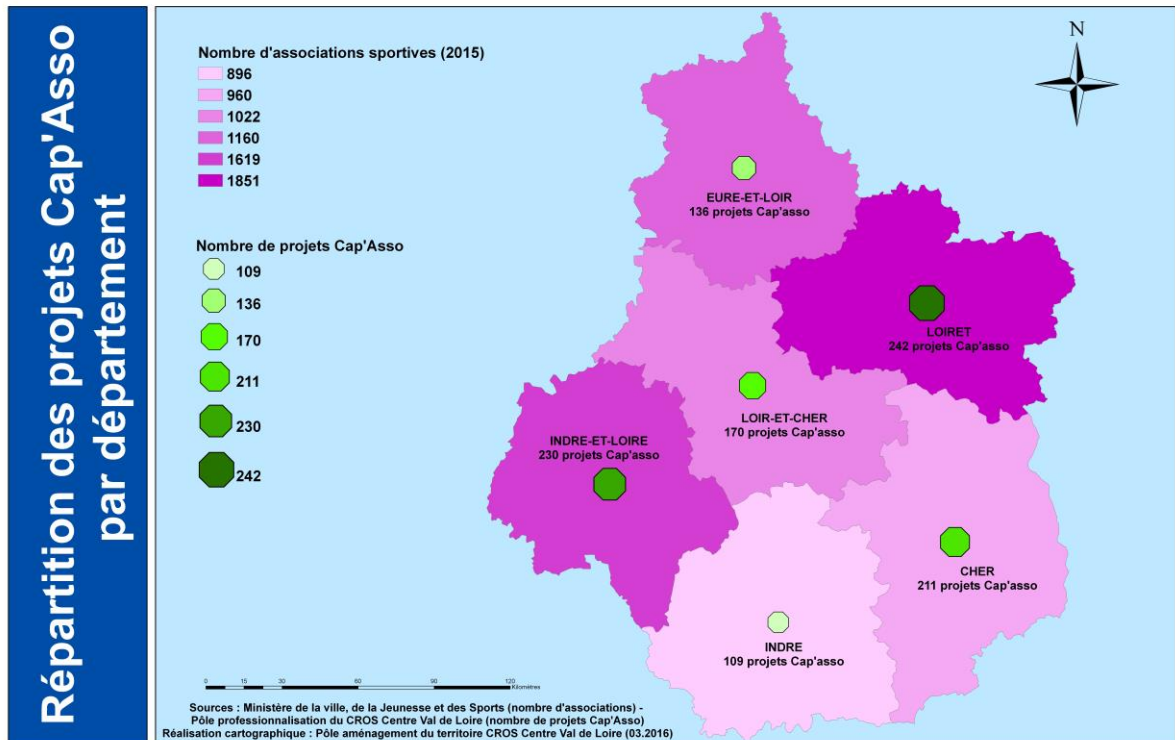 Répartition des projets Cap'Asso
par département
Nombre d'associations sportives (2015)
896
960
1022
1160
1619
1851
Nombre de projets Cap'Asso
109
136
170
211
230
242
N
EURE-ET-LOIR
136 projets Cap'asso
LOIRET
242 projets Cap'asso
LOIR-ET-CHER
170 projets Cap'asso
INDRE-ET-LOIRE
230 projets Cap'asso
CHER
211 projets Cap'asso
INDRE
109 projets Cap'asso
0 15 30 60 90 120
Kilomètres
Sources : Ministère de la ville, de la Jeunesse et des Sports (nombre d'associations) -
Pôle professionnalisation du CROS Centre Val de Loire (nombre de projets Cap'Asso)
Réalisation cartographique : Pôle aménagement du territoire CROS Centre Val de Loire (03.2016)